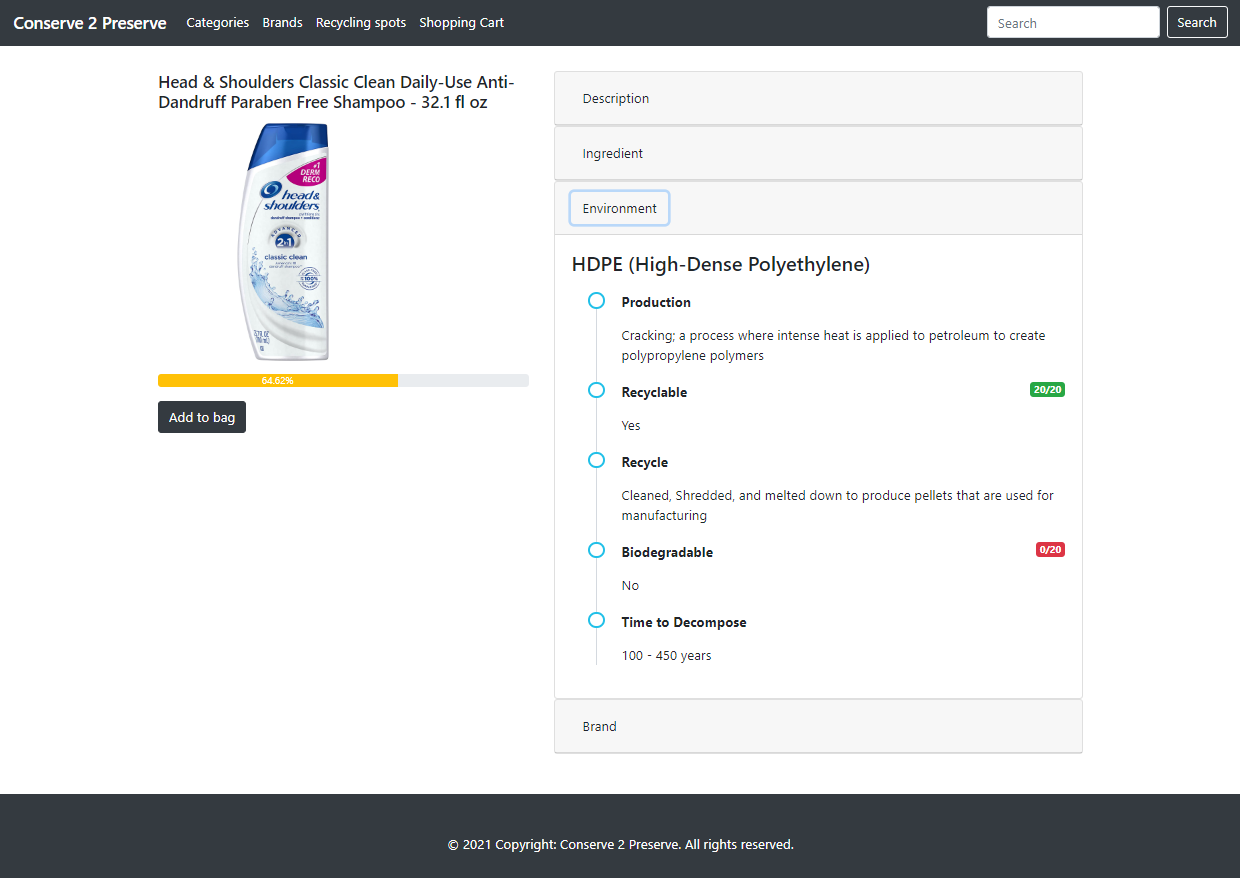 Conserve 2 Preserve Categories Brands Recycling spots Shopping Cart Search Search
Head & Shoulders Classic Clean Daily-Use Anti-
Dandruff Paraben Free Shampoo - 32.1 fl oz
#1
DERM
RECO
head&
shoulders
ADVANCED
2in1
classic clean
64.62%
Add to bag
Description
Ingredient
Environment
HDPE (High-Dense Polyethylene)
Production
Cracking; a process where intense heat is applied to petroleum to create
polypropylene polymers
Recyclable 20/20
Yes
Recycle
Cleaned, Shredded, and melted down to produce pellets that are used for
manufacturing
Biodegradable 0/20
No
Time to Decompose
100 - 450 years
Brand
© 2021 Copyright: Conserve 2 Preserve. All rights reserved.